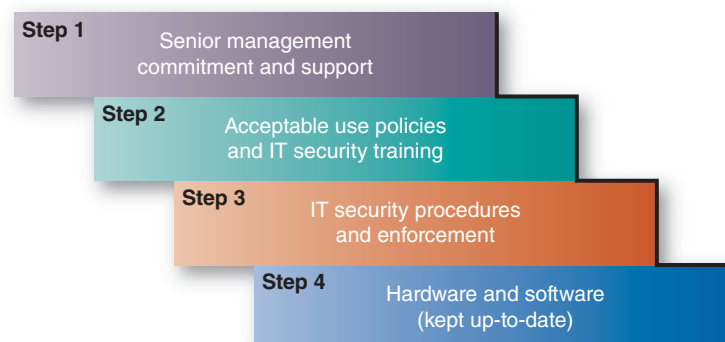 Step 1
Senior management
commitment and support
Step 2
Acceptable use policies
and IT security training
Step 3
IT security procedures
and enforcement
Step 4
Hardware and software
(kept up-to-date)